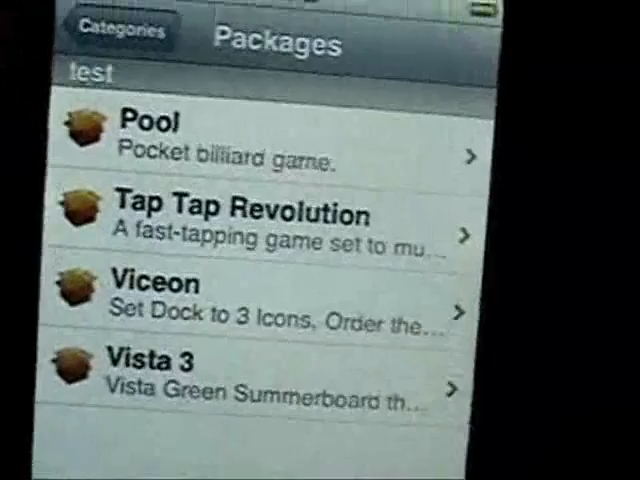 Categories
Packages
test
Pool
Pocket billiard game.
Tap Tap Revolution
A fast-tapping game set to mu...
Viceon
Set Dock to 3 Icons, Order the...
Vista 3
Vista Green Summerboard th...